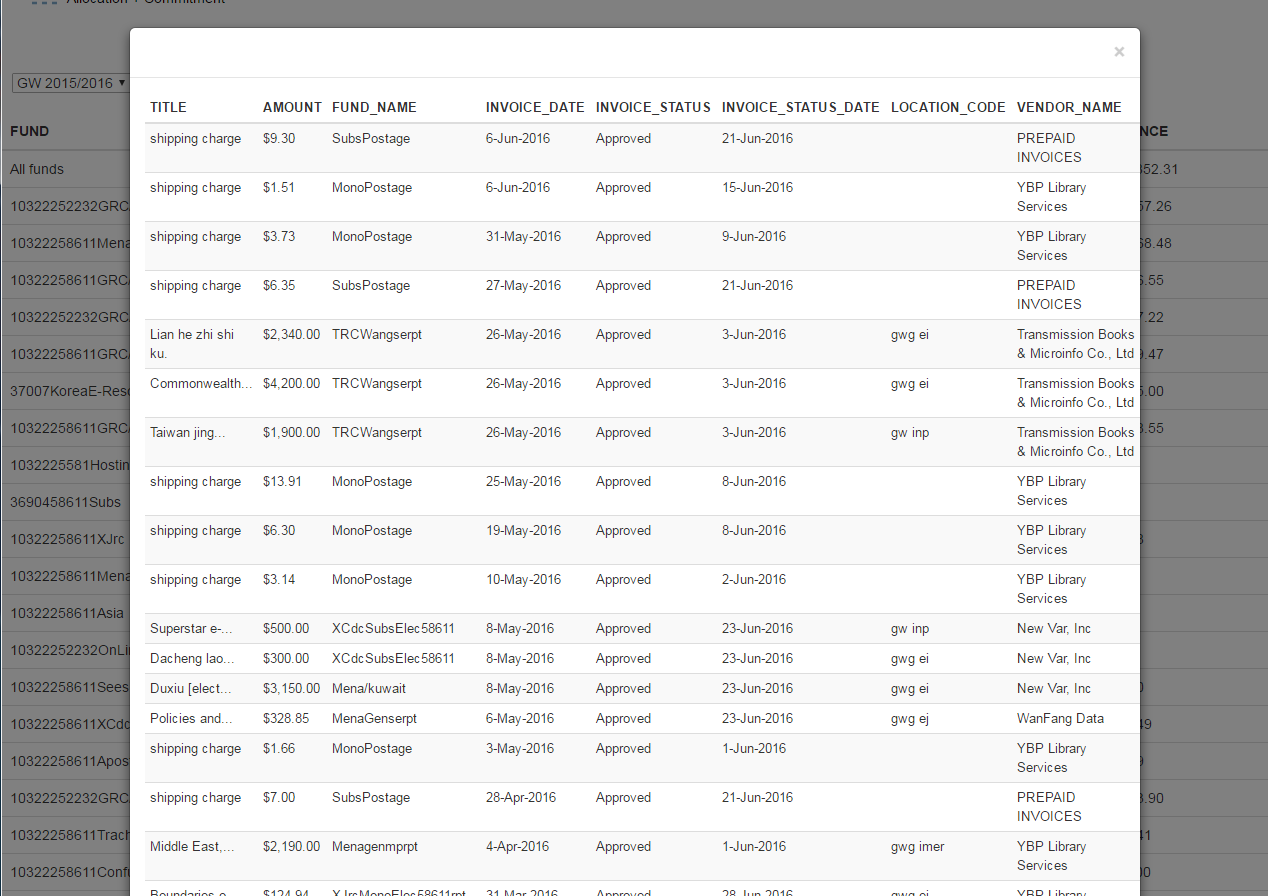 Allocation + Commitment
×
GW 2015/2016 ▼
TITLE AMOUNT FUND_NAME INVOICE_DATE INVOICE_STATUS INVOICE_STATUS_DATE LOCATION_CODE VENDOR_NAME
FUND NCE
shipping charge $9.30 SubsPostage 6-Jun-2016 Approved 21-Jun-2016 PREPAID
INVOICES
All funds 52.31
shipping charge $1.51 MonoPostage 6-Jun-2016 Approved 15-Jun-2016 YBP Library
Services
10322252232GRC 7.26
shipping charge $3.73 MonoPostage 31-May-2016 Approved 9-Jun-2016 YBP Library
Services
10322258611Mena 8.48
shipping charge $6.35 SubsPostage 27-May-2016 Approved 21-Jun-2016 PREPAID
INVOICES
10322258611GRC .55
10322252232GRC .22
Lian he zhi shi $2,340.00 TRCWangserpt 26-May-2016 Approved 3-Jun-2016 gwg ei Transmission Books
ku. & Microinfo Co., Ltd
10322258611GRC .47
Commonwealth... $4,200.00 TRCWangserpt 26-May-2016 Approved 3-Jun-2016 gwg ei Transmission Books
& Microinfo Co., Ltd
37007KoreaE-Reso .00
Taiwan jing... $1,900.00 TRCWangserpt 26-May-2016 Approved 3-Jun-2016 gw inp Transmission Books
& Microinfo Co., Ltd
10322258611GRC .55
1032225581Hostin
shipping charge $13.91 MonoPostage 25-May-2016 Approved 8-Jun-2016 YBP Library
Services
3690458611Subs
shipping charge $6.30 MonoPostage 19-May-2016 Approved 8-Jun-2016 YBP Library
Services
10322258611XJrc
shipping charge $3.14 MonoPostage 10-May-2016 Approved 2-Jun-2016 YBP Library
Services
10322258611Mena
10322258611Asia
Superstar e-... $500.00 XCdcSubsElec58611 8-May-2016 Approved 23-Jun-2016 gw inp New Var, Inc
10322252232OnLi
Dacheng lao... $300.00 XCdcSubsElec58611 8-May-2016 Approved 23-Jun-2016 gwg ei New Var, Inc
Duxiu [elect... $3,150.00 Mena/kuwait 8-May-2016 Approved 23-Jun-2016 gwg ei New Var, Inc
10322258611Sees
Policies and... $328.85 MenaGenserpt 6-May-2016 Approved 23-Jun-2016 gwg ej WanFang Data
10322258611XCdc 49
shipping charge $1.66 MonoPostage 3-May-2016 Approved 1-Jun-2016 YBP Library
Services
10322258611Apos
shipping charge $7.00 SubsPostage 28-Apr-2016 Approved 21-Jun-2016 PREPAID
INVOICES
10322252232GRC .90
10322258611Trach 41
Middle East,... $2,190.00 Menagenmprpt 4-Apr-2016 Approved 1-Jun-2016 gwg imer YBP Library
Services
10322258611Conf 00
Boundaries o... $124.94 XJrcMonoElec58611rpt 31-Mar-2016 Approved 28-Jun-2016 gwg ei YBP Library